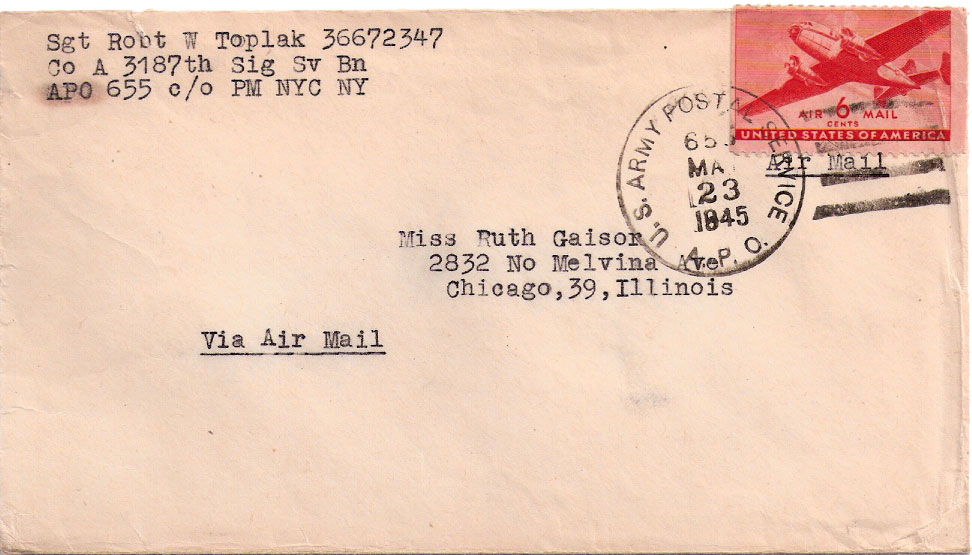 Sgt Robt W Toplak 36672347
Co A 3187th Sig Sv Bn
APO 655 c/o PM NYC NY
AIR 6 MAIL
CENTS
UNITED STATES OF AMERICA
Air Mail
U.S. ARMY POSTAL SERVICE
23
1945
A.P.O.
Miss Ruth Gaisor
2832 No Melvina Ave
Chicago,39,Illinois
Via Air Mail